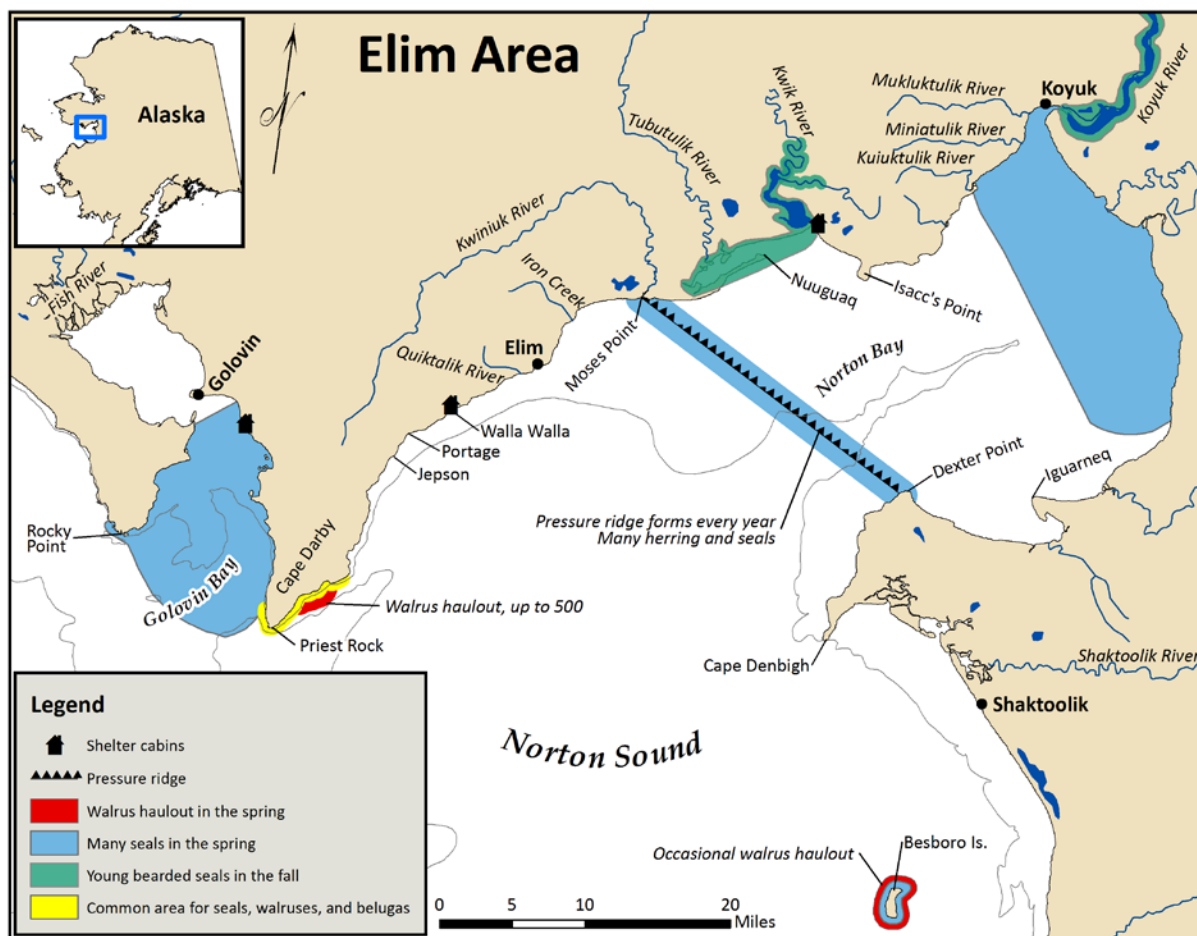 Elim Area
Alaska
N
Mukluktulik River
Koyuk
Koyuk River
Miniatulik River
Kuiuktulik River
Kwik River
Tubutulik River
Kwiniuk River
Iron Creek
Fish River
Nuuguaq
Isacc's Point
Golovin
Elim
Quiktalik River
Moses Point
Norton Bay
Walla Walla
Portage
Jepson
Dexter Point
Iguarneq
Rocky
Point
Pressure ridge forms every year
Many herring and seals
Cape Darby
Golovin Bay
Walrus haulout, up to 500
Priest Rock
Cape Denbigh
Shaktoolik River
Shaktoolik
Norton Sound
Occasional walrus haulout
Besboro Is.
Legend
Shelter cabins
Pressure ridge
Walrus haulout in the spring
Many seals in the spring
Young bearded seals in the fall
Common area for seals, walruses, and belugas
0 5 10 20
Miles